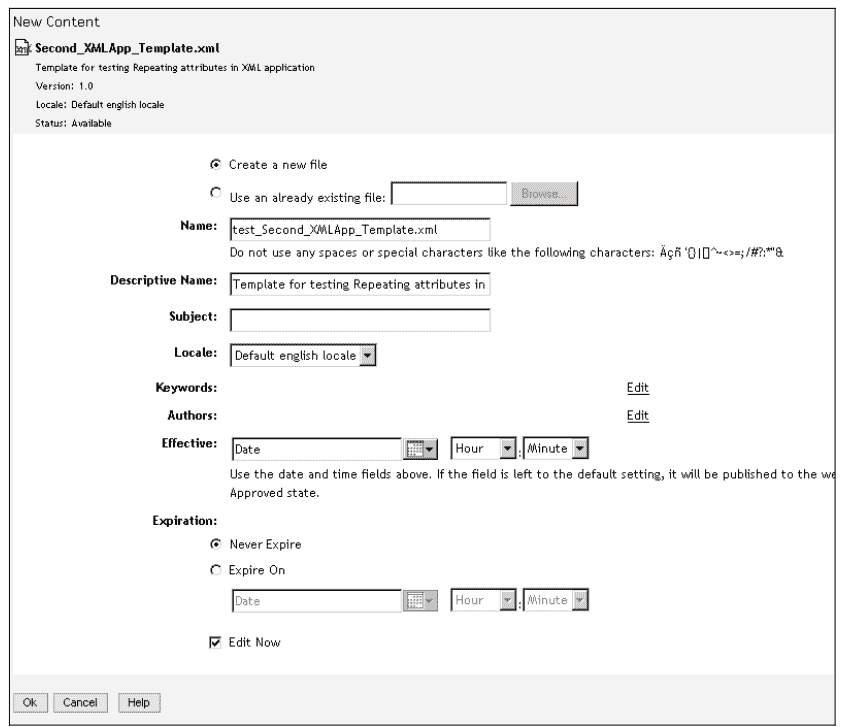 New Content
Second_XMLApp_Template.xml
Template for testing Repeating attributes in XML application
Version: 1.0
Locale: Default english locale
Status: Available
Create a new file
Use an already existing file: Browse...
Name: test_Second_XMLApp_Template.xml
Do not use any spaces or special characters like the following characters: Äçñ '{}|[]^~<>=;/#?:*"&
Descriptive Name: Template for testing Repeating attributes in
Subject:
Locale: Default english locale
Keywords: Edit
Authors: Edit
Effective: Date Hour : Minute
Use the date and time fields above. If the field is left to the default setting, it will be published to the we
Approved state.
Expiration:
Never Expire
Expire On
Date Hour : Minute
Edit Now
Ok Cancel Help